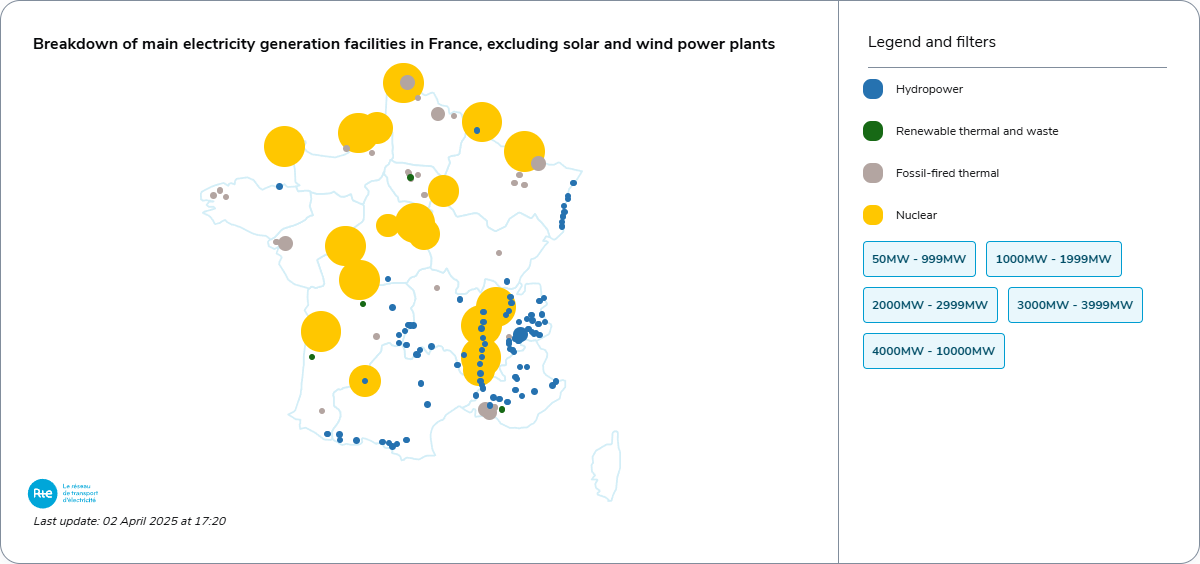 Breakdown of main electricity generation facilities in France, excluding solar and wind power plants
Legend and filters
Hydropower
Renewable thermal and waste
Fossil-fired thermal
Nuclear
50MW - 999MW
1000MW - 1999MW
2000MW - 2999MW
3000MW - 3999MW
4000MW - 10000MW
Rte
Le réseau
de transport
d'électricité
Last update: 02 April 2025 at 17:20